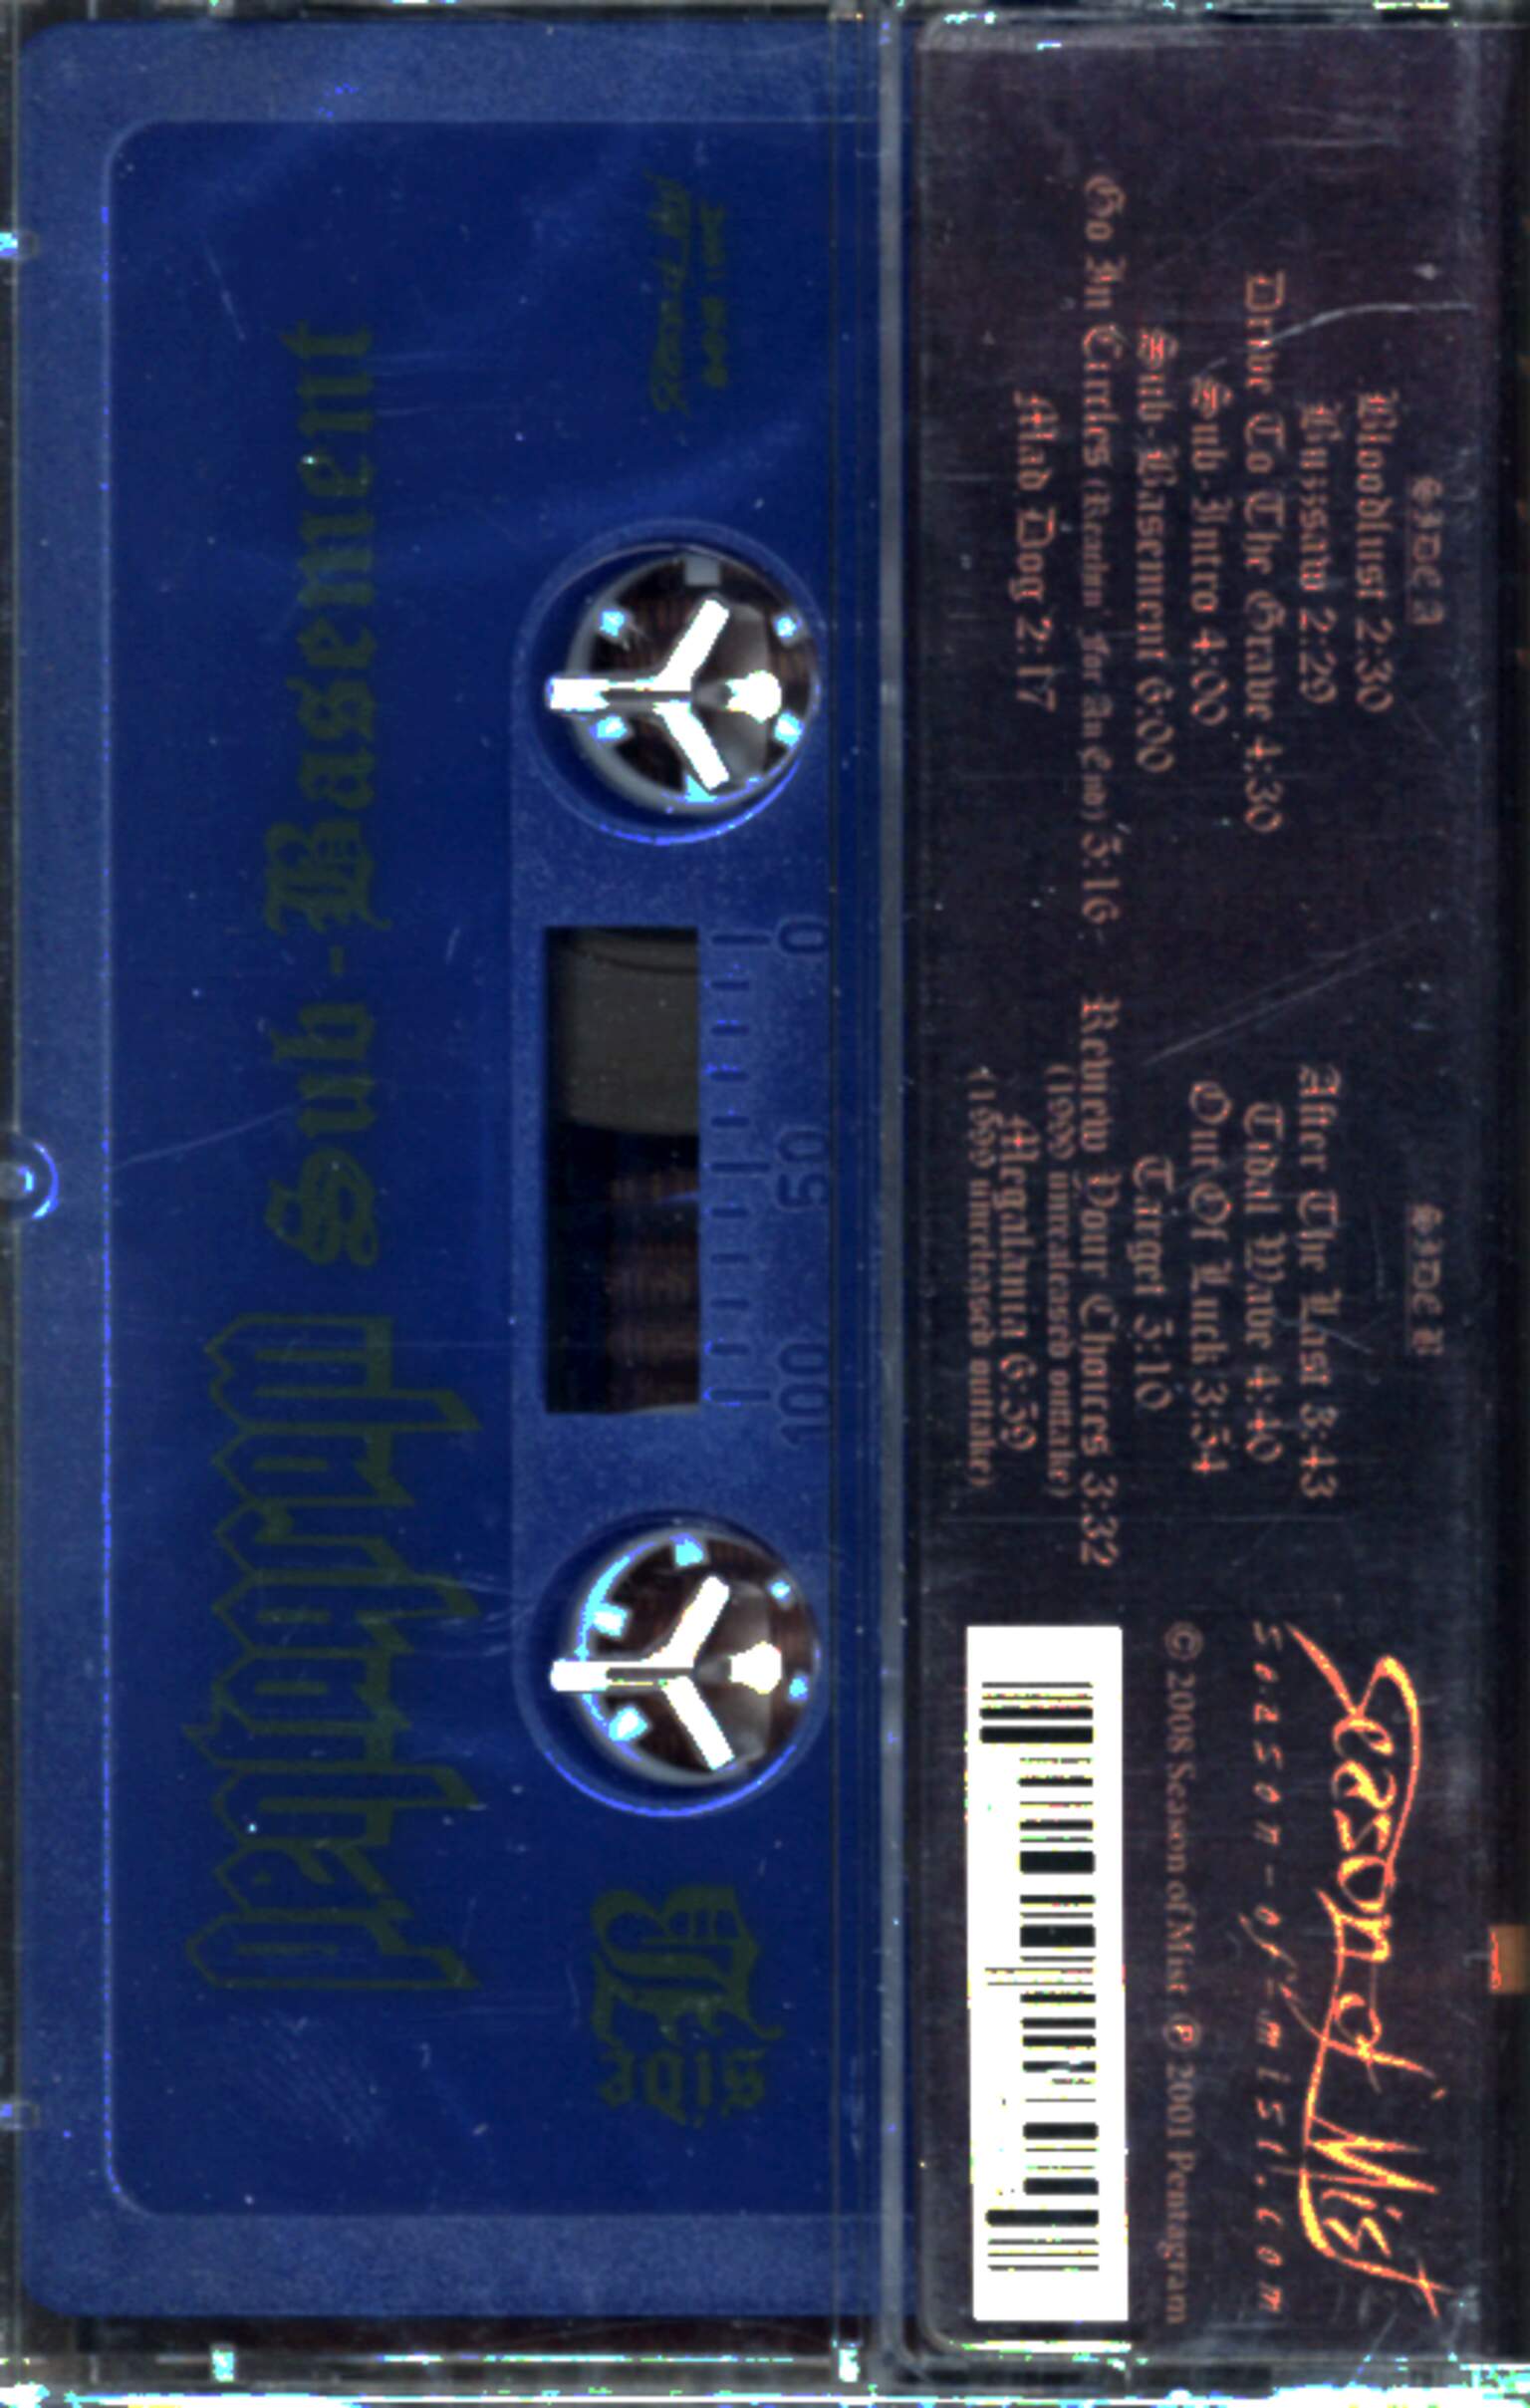 SIDE A
Bloodlust 2:30
Buzzsaw 2:29
Drive To The Grave 4:30
Sub-Intro 4:00
Sub-Basement 6:00
Go In Circles (Reachin' For An End) 5:16
Mad Dog 2:17
SIDE B
After The Last 3:43
Tidal Wave 4:40
Out Of Luck 3:54
Target 5:10
Review Your Choices 3:32
(1999 unreleased outtake)
Megalania 6:59
(1999 unreleased outtake)
Season of Mist
season-of-mist.com
© 2008 Season of Mist ℗ 2001 Pentagram
0 50 100
Side B
Pentagram Sub-Basement